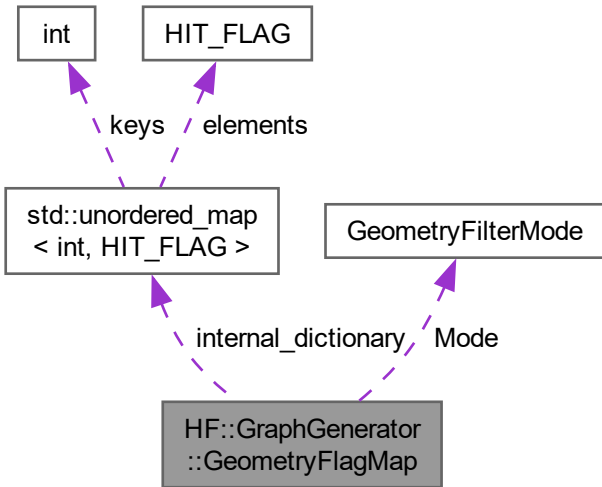 int
HIT_FLAG
keys
elements
std::unordered_map
< int, HIT_FLAG >
GeometryFilterMode
internal_dictionary
Mode
HF::GraphGenerator
::GeometryFlagMap